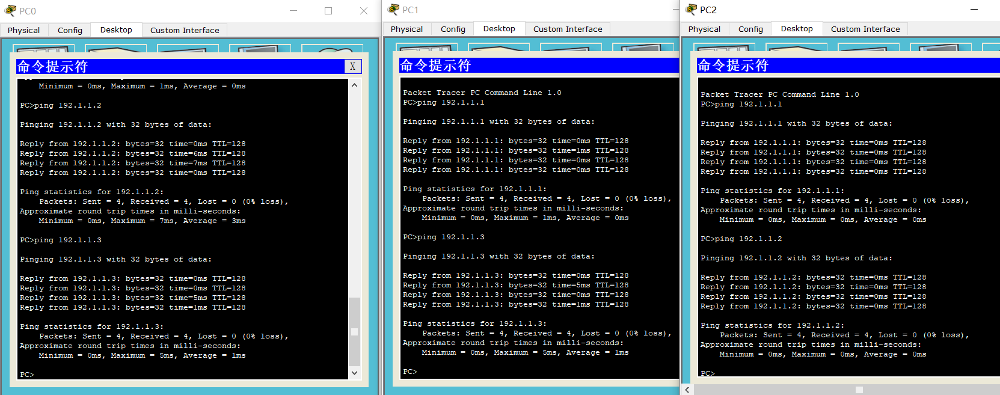 PC0
Physical Config Desktop Custom Interface
命令提示符 X
Minimum = 0ms, Maximum = 1ms, Average = 0ms
PC>ping 192.1.1.2
Pinging 192.1.1.2 with 32 bytes of data:
Reply from 192.1.1.2: bytes=32 time=0ms TTL=128
Reply from 192.1.1.2: bytes=32 time=6ms TTL=128
Reply from 192.1.1.2: bytes=32 time=7ms TTL=128
Reply from 192.1.1.2: bytes=32 time=0ms TTL=128
Ping statistics for 192.1.1.2:
Packets: Sent = 4, Received = 4, Lost = 0 (0% loss),
Approximate round trip times in milli-seconds:
Minimum = 0ms, Maximum = 7ms, Average = 3ms
PC>ping 192.1.1.3
Pinging 192.1.1.3 with 32 bytes of data:
Reply from 192.1.1.3: bytes=32 time=0ms TTL=128
Reply from 192.1.1.3: bytes=32 time=0ms TTL=128
Reply from 192.1.1.3: bytes=32 time=5ms TTL=128
Reply from 192.1.1.3: bytes=32 time=1ms TTL=128
Ping statistics for 192.1.1.3:
Packets: Sent = 4, Received = 4, Lost = 0 (0% loss),
Approximate round trip times in milli-seconds:
Minimum = 0ms, Maximum = 5ms, Average = 1ms
PC>
PC1
Physical Config Desktop Custom Interface
命令提示符
Packet Tracer PC Command Line 1.0
PC>ping 192.1.1.1
Pinging 192.1.1.1 with 32 bytes of data:
Reply from 192.1.1.1: bytes=32 time=0ms TTL=128
Reply from 192.1.1.1: bytes=32 time=1ms TTL=128
Reply from 192.1.1.1: bytes=32 time=0ms TTL=128
Reply from 192.1.1.1: bytes=32 time=0ms TTL=128
Ping statistics for 192.1.1.1:
Packets: Sent = 4, Received = 4, Lost = 0 (0% loss),
Approximate round trip times in milli-seconds:
Minimum = 0ms, Maximum = 1ms, Average = 0ms
PC>ping 192.1.1.3
Pinging 192.1.1.3 with 32 bytes of data:
Reply from 192.1.1.3: bytes=32 time=0ms TTL=128
Reply from 192.1.1.3: bytes=32 time=5ms TTL=128
Reply from 192.1.1.3: bytes=32 time=0ms TTL=128
Reply from 192.1.1.3: bytes=32 time=1ms TTL=128
Ping statistics for 192.1.1.3:
Packets: Sent = 4, Received = 4, Lost = 0 (0% loss),
Approximate round trip times in milli-seconds:
Minimum = 0ms, Maximum = 5ms, Average = 1ms
PC>
PC2
Physical Config Desktop Custom Interface
命令提示符
Packet Tracer PC Command Line 1.0
PC>ping 192.1.1.1
Pinging 192.1.1.1 with 32 bytes of data:
Reply from 192.1.1.1: bytes=32 time=0ms TTL=128
Reply from 192.1.1.1: bytes=32 time=0ms TTL=128
Reply from 192.1.1.1: bytes=32 time=0ms TTL=128
Reply from 192.1.1.1: bytes=32 time=0ms TTL=128
Ping statistics for 192.1.1.1:
Packets: Sent = 4, Received = 4, Lost = 0 (0% loss),
Approximate round trip times in milli-seconds:
Minimum = 0ms, Maximum = 0ms, Average = 0ms
PC>ping 192.1.1.2
Pinging 192.1.1.2 with 32 bytes of data:
Reply from 192.1.1.2: bytes=32 time=0ms TTL=128
Reply from 192.1.1.2: bytes=32 time=0ms TTL=128
Reply from 192.1.1.2: bytes=32 time=0ms TTL=128
Reply from 192.1.1.2: bytes=32 time=0ms TTL=128
Ping statistics for 192.1.1.2:
Packets: Sent = 4, Received = 4, Lost = 0 (0% loss),
Approximate round trip times in milli-seconds:
Minimum = 0ms, Maximum = 0ms, Average = 0ms
PC>